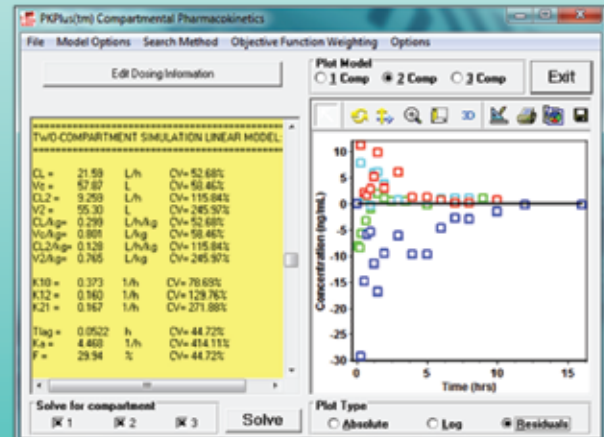 PKPlus(tm) Compartmental Pharmacokinetics
File Model Options Search Method Objective Function Weighting Options
Edit Dosing Information
Plot Model
1 Comp 2 Comp 3 Comp
Exit
3D
TWO-COMPARTMENT SIMULATION LINEAR MODEL:
CL = 21.59 L/h CV= 52.68%
Vc = 57.87 L CV= 58.46%
CL2 = 9.259 L/h CV= 115.84%
V2 = 55.30 L CV= 245.97%
CL/kg= 0.299 L/h/kg CV= 52.68%
Vc/kg= 0.801 L/kg CV= 58.46%
CL2/kg= 0.128 L/h/kg CV= 115.84%
V2/kg= 0.765 L/kg CV= 245.97%
K10 = 0.373 1/h CV= 78.69%
K12 = 0.160 1/h CV= 129.76%
K21 = 0.167 1/h CV= 271.88%
Tlag = 0.0522 h CV= 44.72%
Ka = 4.468 1/h CV= 414.11%
F = 29.94 % CV= 44.72%
Concentration (ng/mL)
10
5
0
-5
-10
-15
-20
-25
-30
0 5 10 15
Time (hrs)
Solve for compartment
1 2 3
Solve
Plot Type
Absolute Log Residuals